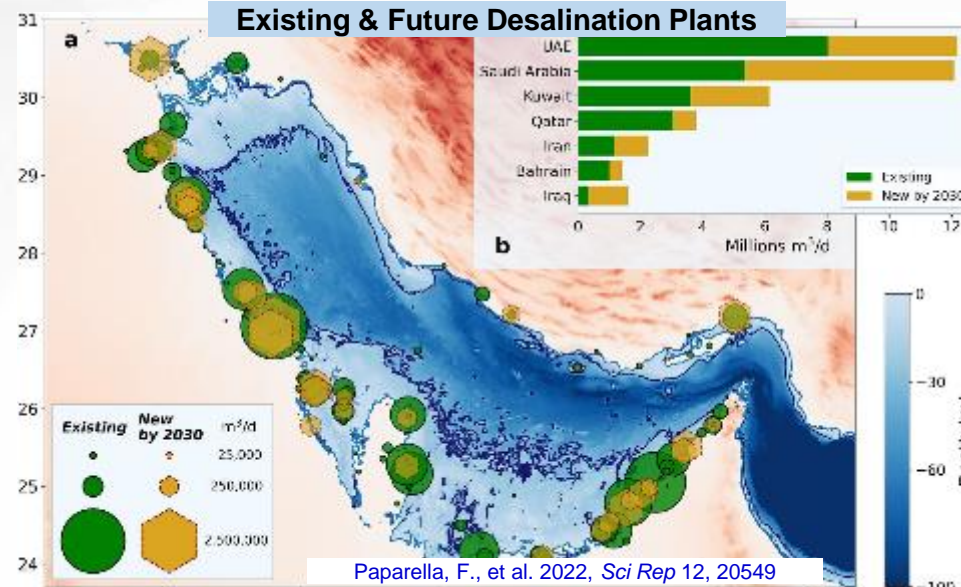 Existing & Future Desalination Plants
31
30
29
28
27
26
25
24
a
UAE
Saudi Arabia
Kuwait
Qatar
Iran
Bahrain
Iraq
0 2 4 6 8 10 12
Millions m³/d
b
Existing
New by 2030
Existing New by 2030 m³/d
25,000
250,000
2,500,000
0
−30
−60
−100
Paparella, F., et al. 2022, Sci Rep 12, 20549